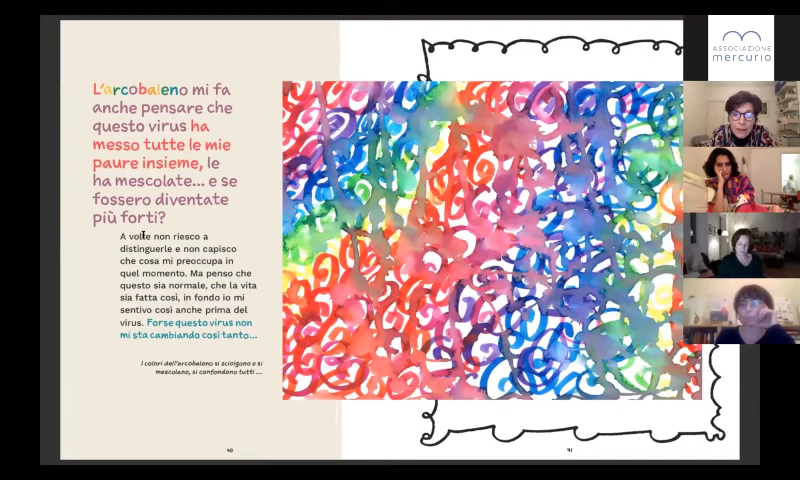 L'arcobaleno mi fa
anche pensare che
questo virus ha
messo tutte le mie
paure insieme, le
ha mescolate... e se
fossero diventate
più forti?
A volte non riesco a
distinguerle e non capisco
che cosa mi preoccupa in
quel momento. Ma penso che
questo sia normale, che la vita
sia fatta così, in fondo io mi
sentivo così anche prima del
virus. Forse questo virus non
mi sta cambiando così tanto...
I colori dell'arcobaleno si sciolgono e si
mescolano, si confondono tutti ...
40
41
ASSOCIAZIONE
mercurio